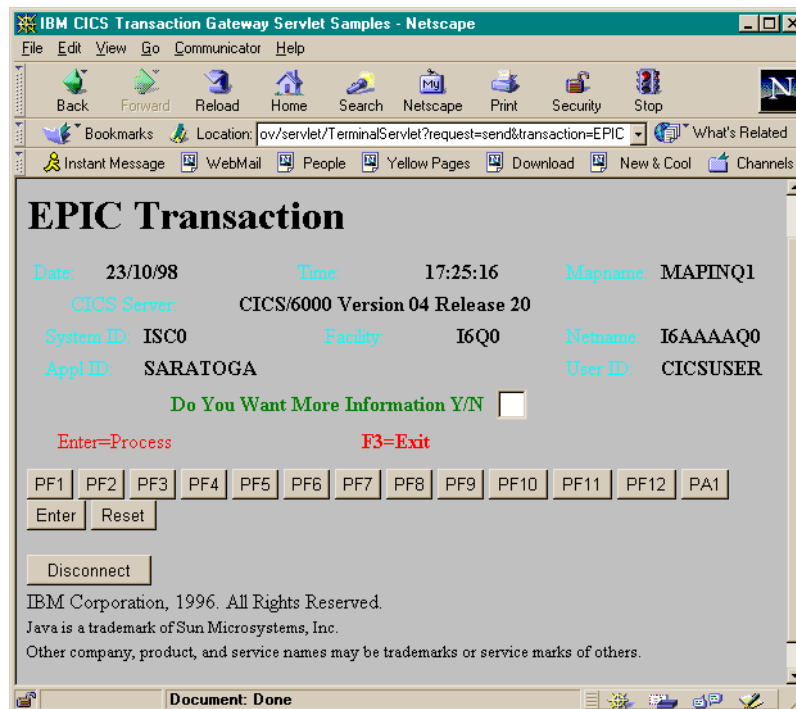 IBM CICS Transaction Gateway Servlet Samples - Netscape
File Edit View Go Communicator Help
Back Forward Reload Home Search My Netscape Print Security Stop N
Bookmarks Location: ov/servlet/TerminalServlet?request=send&transaction=EPIC What's Related
Instant Message WebMail People Yellow Pages Download New & Cool Channels
EPIC Transaction
Date: 23/10/98 Time: 17:25:16 Mapname: MAPINQ1
CICS Server: CICS/6000 Version 04 Release 20
System ID: ISC0 Facility: I6Q0 Netname: I6AAAAQ0
Appl ID: SARATOGA User ID: CICSUSER
Do You Want More Information Y/N
Enter=Process F3=Exit
PF1 PF2 PF3 PF4 PF5 PF6 PF7 PF8 PF9 PF10 PF11 PF12 PA1
Enter Reset
Disconnect
IBM Corporation, 1996. All Rights Reserved.
Java is a trademark of Sun Microsystems, Inc.
Other company, product, and service names may be trademarks or service marks of others.
Document: Done